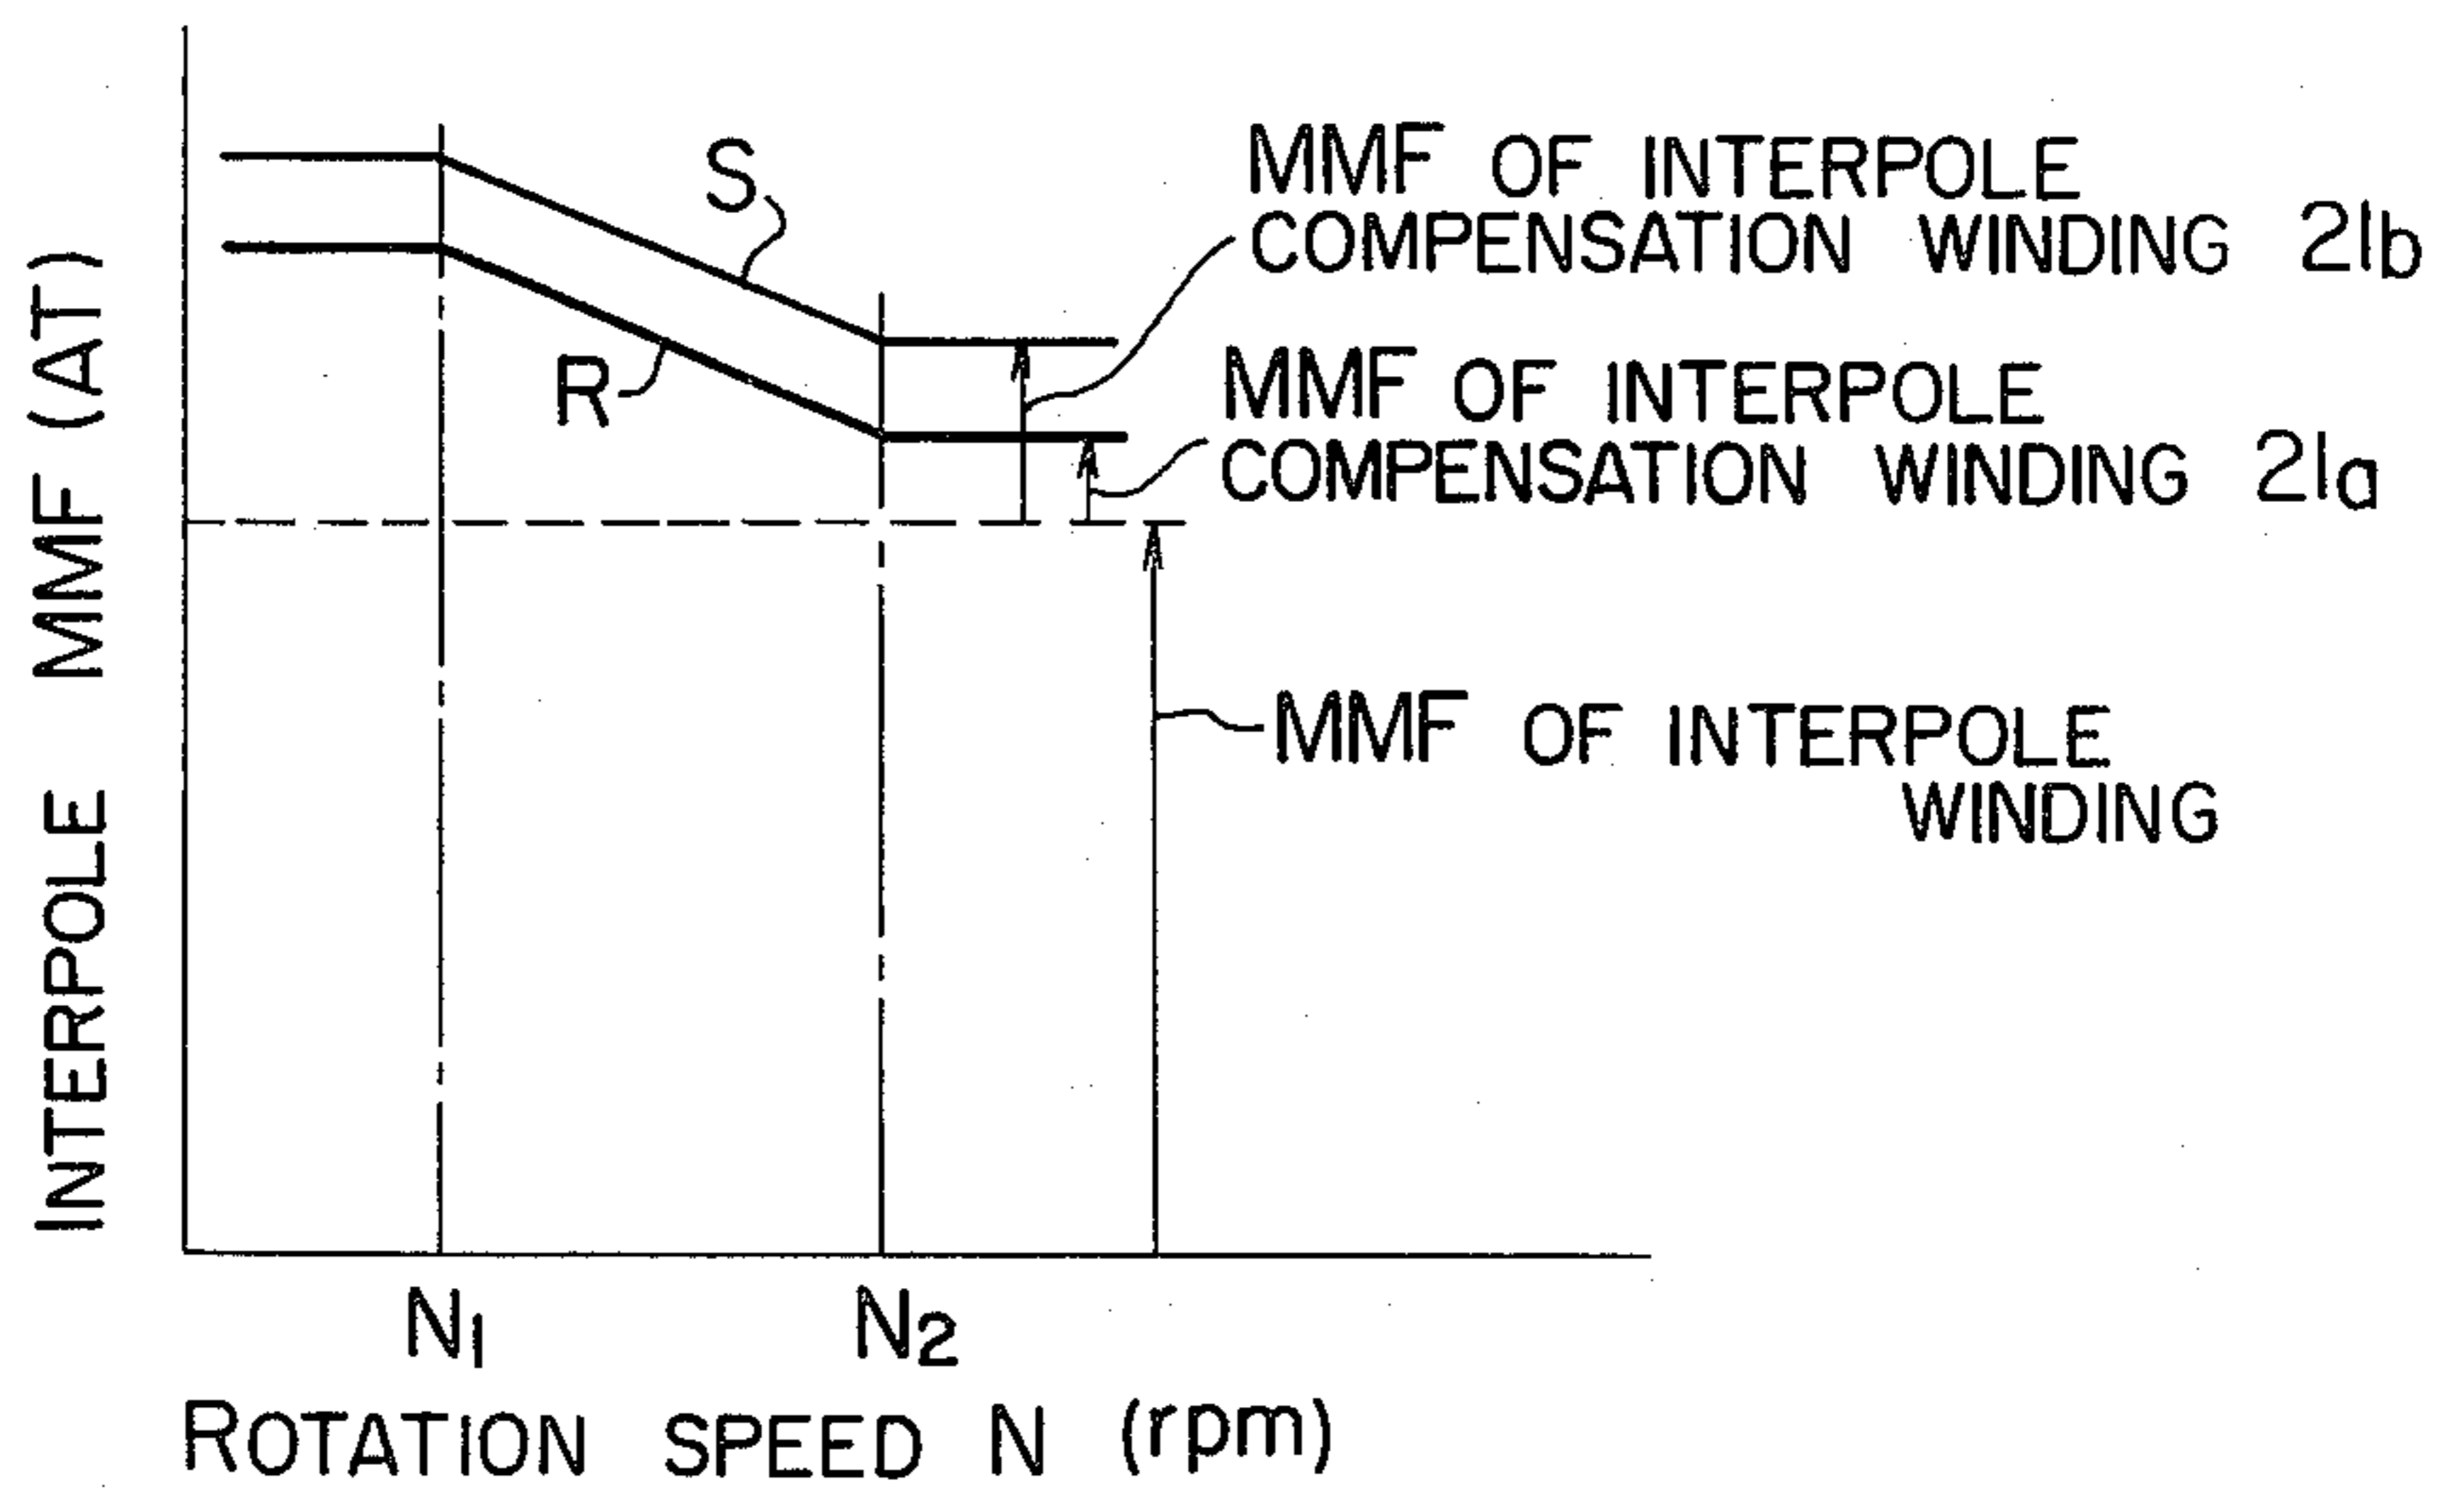 INTERPOLE MMF (AT)
S
R
MMF OF INTERPOLE
COMPENSATION WINDING 21b
MMF OF INTERPOLE
COMPENSATION WINDING 21a
MMF OF INTERPOLE
WINDING
N1 N2
ROTATION SPEED N (rpm)